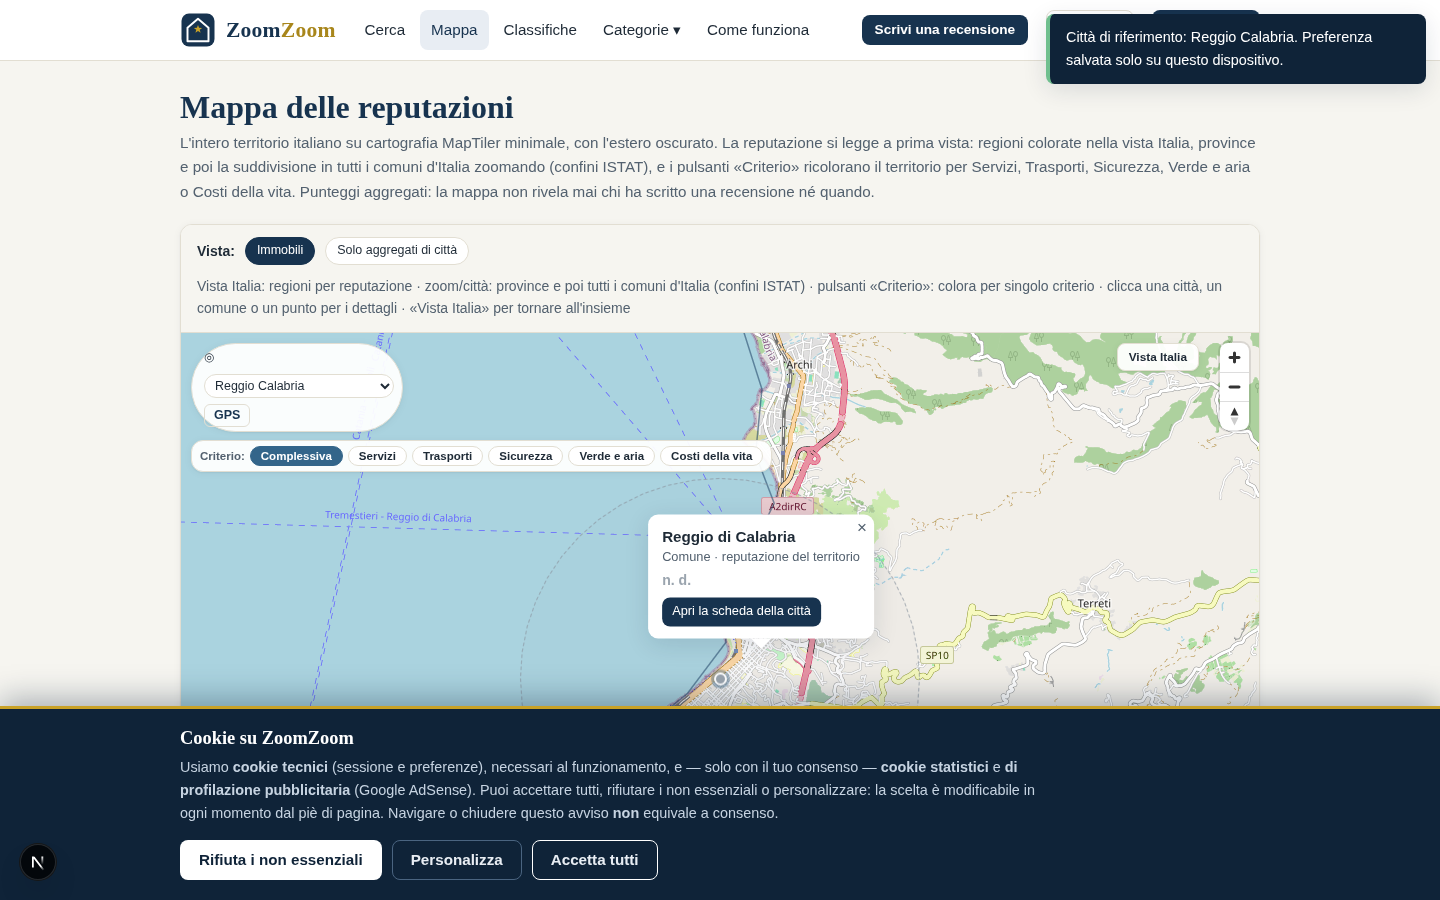 ZoomZoom
Cerca
Mappa
Classifiche
Categorie ▾
Come funziona
Scrivi una recensione
Città di riferimento: Reggio Calabria. Preferenza
salvata solo su questo dispositivo.
Mappa delle reputazioni
L'intero territorio italiano su cartografia MapTiler minimale, con l'estero oscurato. La reputazione si legge a prima vista: regioni colorate nella vista Italia, province
e poi la suddivisione in tutti i comuni d'Italia zoomando (confini ISTAT), e i pulsanti «Criterio» ricolorano il territorio per Servizi, Trasporti, Sicurezza, Verde e aria
o Costi della vita. Punteggi aggregati: la mappa non rivela mai chi ha scritto una recensione né quando.
Vista:
Immobili
Solo aggregati di città
Vista Italia: regioni per reputazione · zoom/città: province e poi tutti i comuni d'Italia (confini ISTAT) · pulsanti «Criterio»: colora per singolo criterio · clicca una città, un
comune o un punto per i dettagli · «Vista Italia» per tornare all'insieme
Reggio Calabria
GPS
Archi
Vista Italia
Criterio:
Complessiva
Servizi
Trasporti
Sicurezza
Verde e aria
Costi della vita
A2dirRC
Tremestieri - Reggio di Calabria
Reggio di Calabria
×
Comune · reputazione del territorio
n. d.
Apri la scheda della città
Terreti
SP10
Cookie su ZoomZoom
Usiamo cookie tecnici (sessione e preferenze), necessari al funzionamento, e — solo con il tuo consenso — cookie statistici e di
profilazione pubblicitaria (Google AdSense). Puoi accettare tutti, rifiutare i non essenziali o personalizzare: la scelta è modificabile in
ogni momento dal piè di pagina. Navigare o chiudere questo avviso non equivale a consenso.
Rifiuta i non essenziali
Personalizza
Accetta tutti